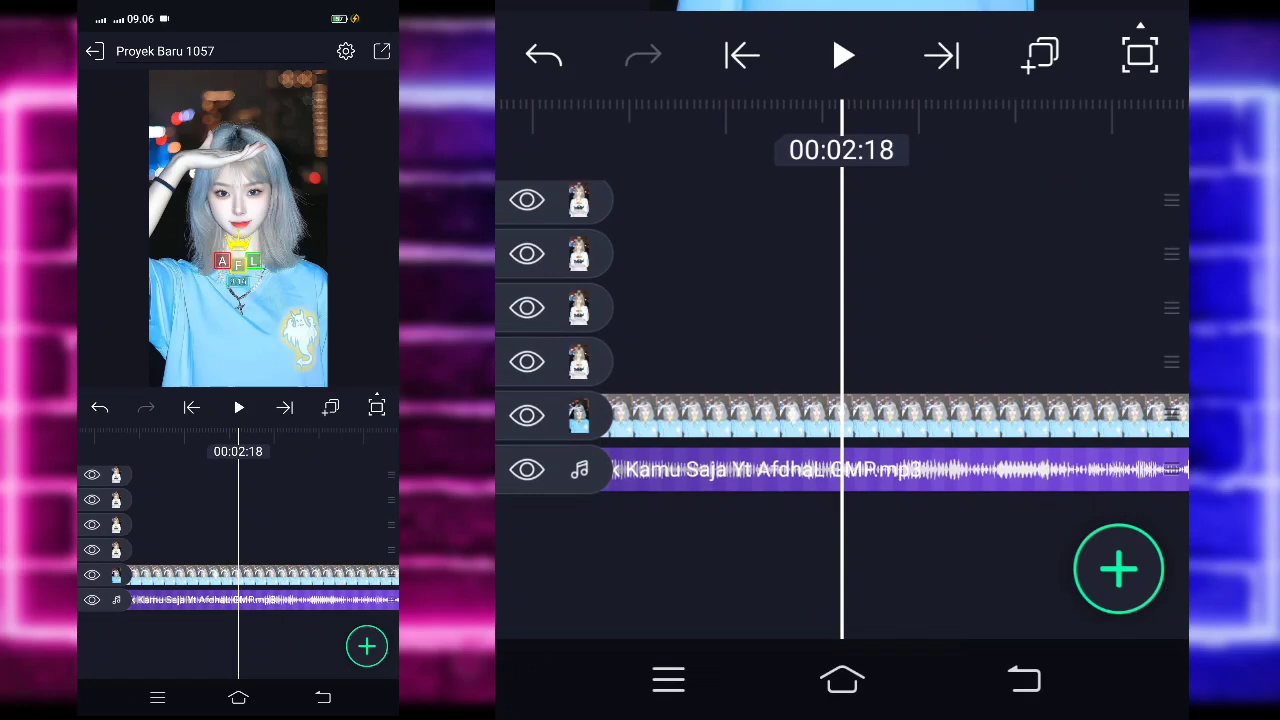 09.06
Proyek Baru 1057
A F L
00:02:18
Kamu Saja Yt AfdhaL GMP.mp3
00:02:18
k Kamu Saja Yt AfdhaL GMP.mp3